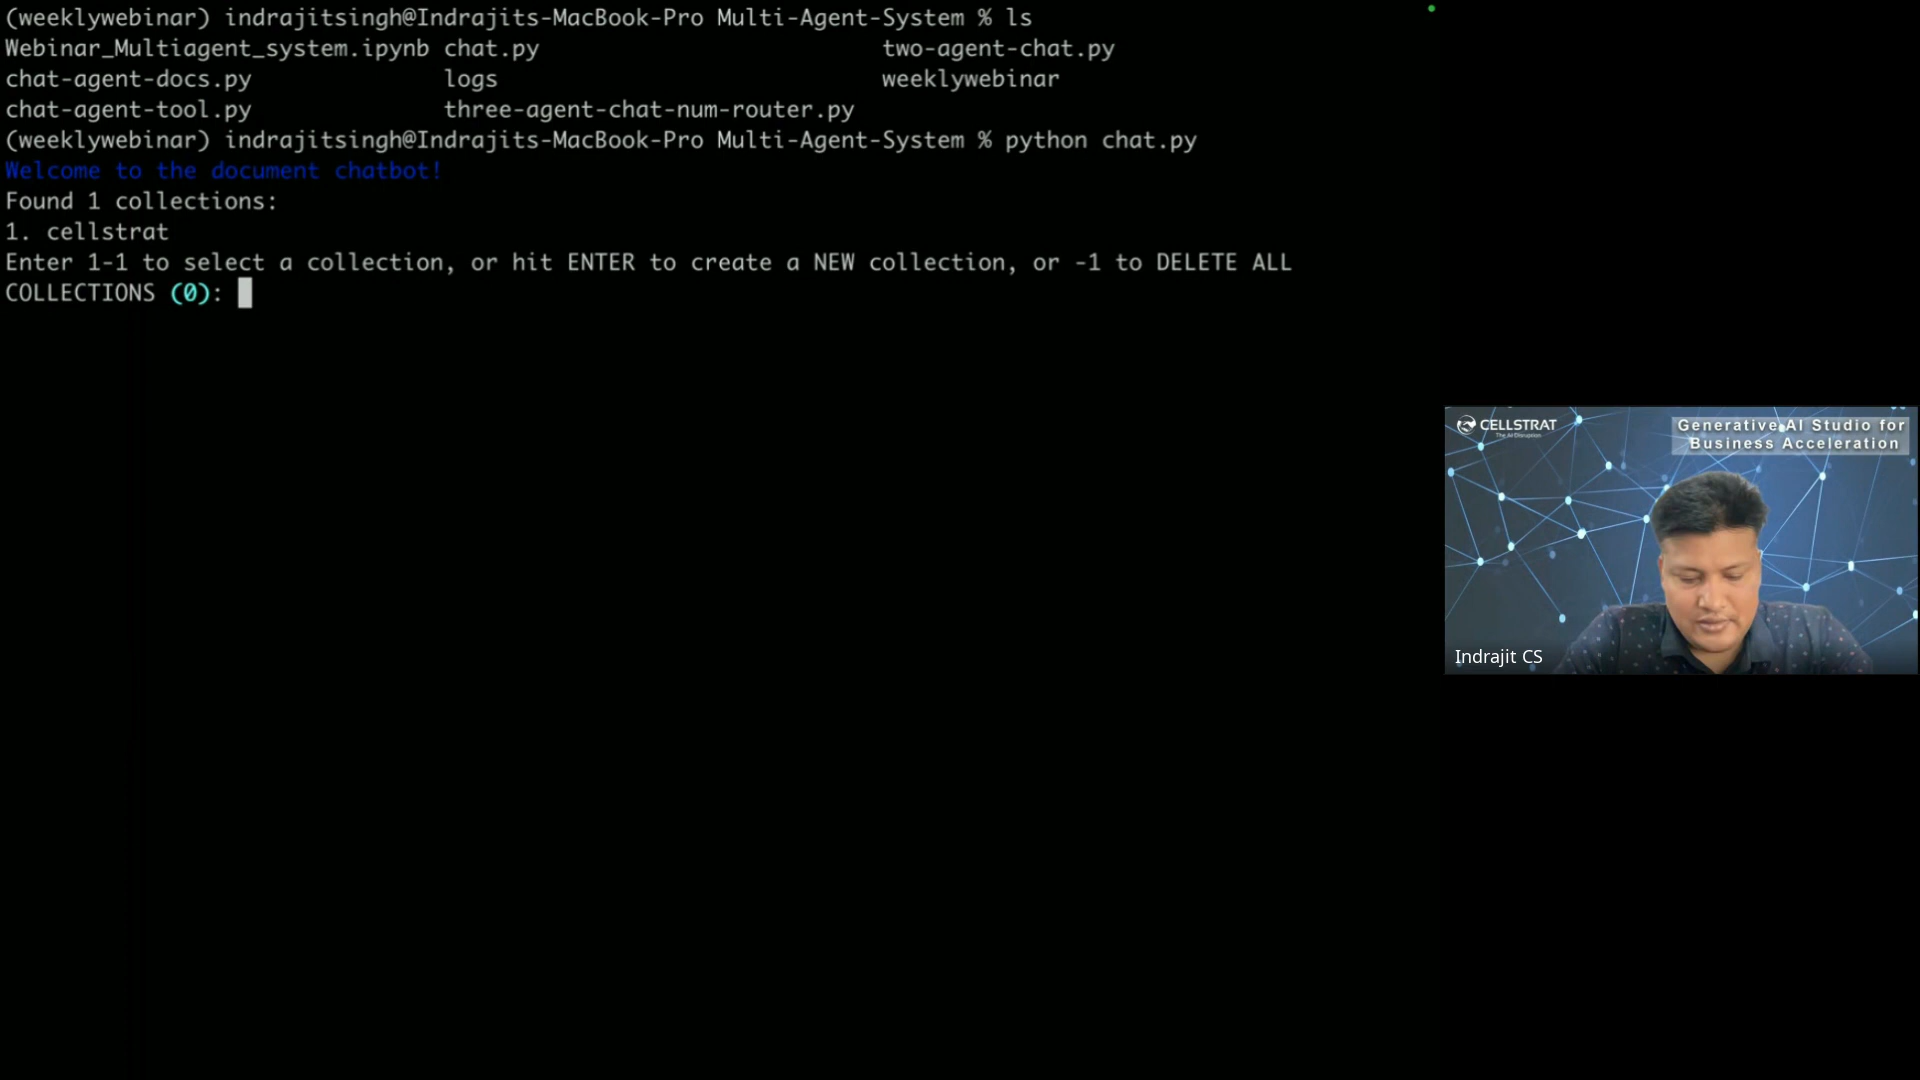 (weeklywebinar) indrajitsingh@Indrajits-MacBook-Pro Multi-Agent-System % ls
Webinar_Multiagent_system.ipynb chat.py two-agent-chat.py
chat-agent-docs.py logs weeklywebinar
chat-agent-tool.py three-agent-chat-num-router.py
(weeklywebinar) indrajitsingh@Indrajits-MacBook-Pro Multi-Agent-System % python chat.py
Welcome to the document chatbot!
Found 1 collections:
1. cellstrat
Enter 1-1 to select a collection, or hit ENTER to create a NEW collection, or -1 to DELETE ALL
COLLECTIONS (0):
CELLSTRAT
The AI Disruption
Generative AI Studio for
Business Acceleration
Indrajit CS